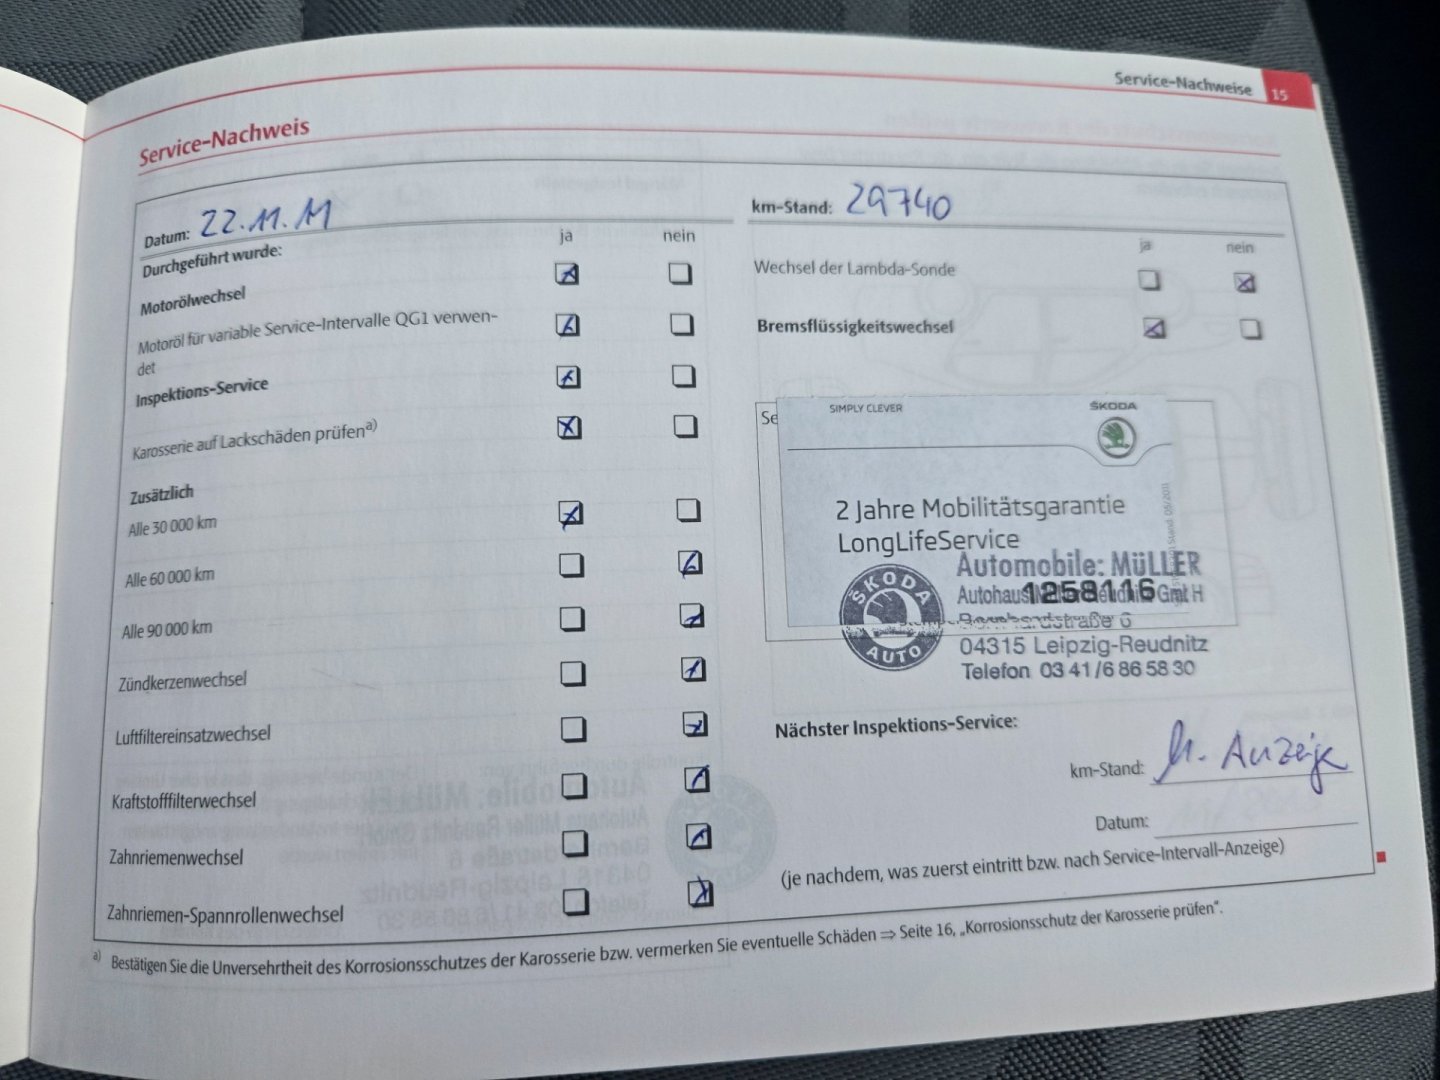 Service-Nachweise 15
Service-Nachweis
Datum: 22.11.11
km-Stand: 29740
ja nein
Durchgeführt wurde:
Motorölwechsel
Motoröl für variable Service-Intervalle QG1 verwen-
det
Inspektions-Service
Karosserie auf Lackschäden prüfen a)
Zusätzlich
Alle 30 000 km
Alle 60 000 km
Alle 90 000 km
Zündkerzenwechsel
Luftfiltereinsatzwechsel
Kraftstofffilterwechsel
Zahnriemenwechsel
Zahnriemen-Spannrollenwechsel
ja nein
Wechsel der Lambda-Sonde
Bremsflüssigkeitswechsel
Se
SIMPLY CLEVER
ŠKODA
2 Jahre Mobilitätsgarantie
LongLifeService
Automobile: MÜLLER
Autohaus
1258116
ŠKODA AUTO
04315 Leipzig-Reudnitz
Telefon 03 41/6 86 58 30
Nächster Inspektions-Service:
km-Stand: n. Anzeige
Datum:
(je nachdem, was zuerst eintritt bzw. nach Service-Intervall-Anzeige)
a) Bestätigen Sie die Unversehrtheit des Korrosionsschutzes der Karosserie bzw. vermerken Sie eventuelle Schäden ⇒ Seite 16, „Korrosionsschutz der Karosserie prüfen“.